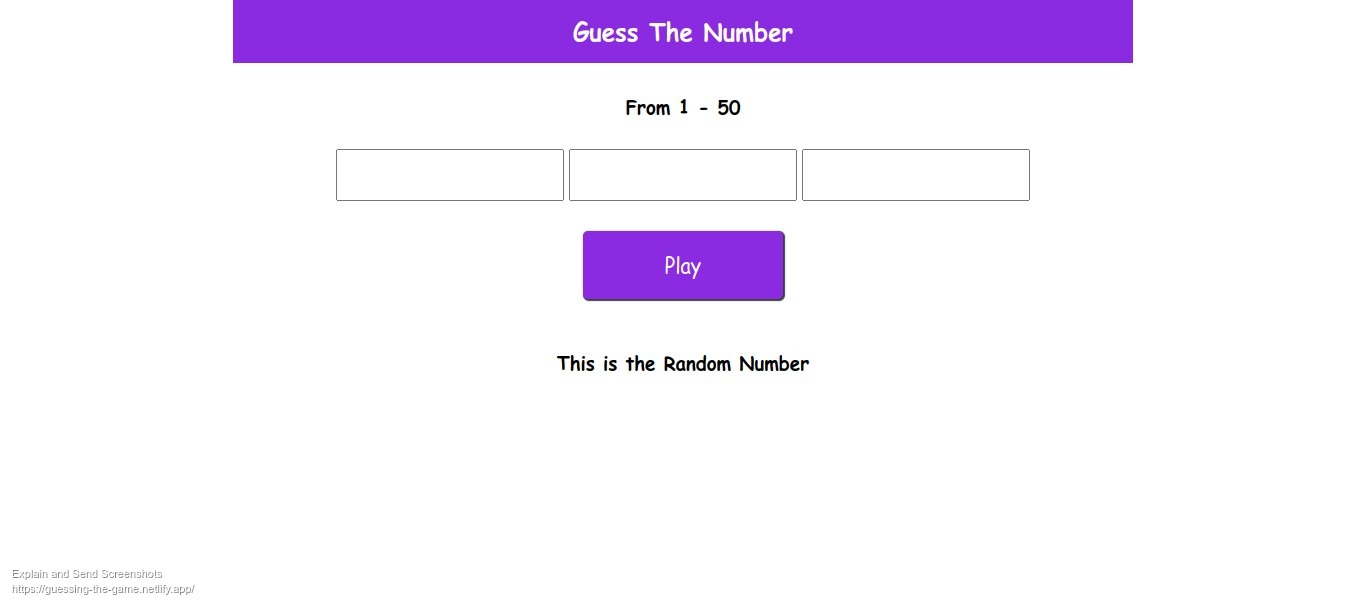 Guess The Number
From 1 - 50
Play
This is the Random Number
Explain and Send Screenshots
https://guessing-the-game.netlify.app/